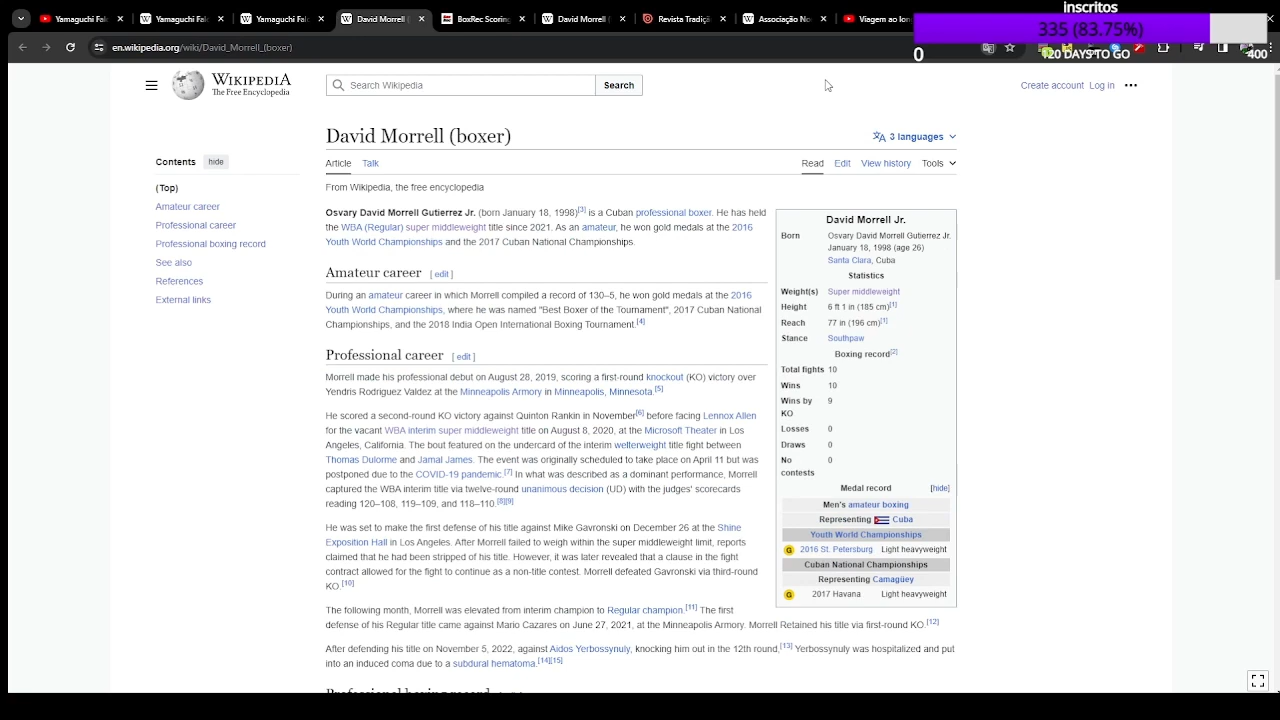 Yamaguchi Fal
Yamaguchi Falc
Yamaguchi Falc
David Morrell (
BoxRec Scoring
David Morrell (
Revista Tradiçã
Associação No
Viagem ao lon
inscritos
335 (83.75%)
0
120 DAYS TO GO
400
en.wikipedia.org/wiki/David_Morrell_(boxer)
WIKIPEDIA
The Free Encyclopedia
Search Wikipedia
Search
Create account Log in
David Morrell (boxer)
3 languages
Contents hide
(Top)
Amateur career
Professional career
Professional boxing record
See also
References
External links
Article Talk
Read Edit View history Tools
From Wikipedia, the free encyclopedia
Osvary David Morrell Gutierrez Jr. (born January 18, 1998)[3] is a Cuban professional boxer. He has held
the WBA (Regular) super middleweight title since 2021. As an amateur, he won gold medals at the 2016
Youth World Championships and the 2017 Cuban National Championships.
Amateur career [ edit ]
During an amateur career in which Morrell compiled a record of 130–5, he won gold medals at the 2016
Youth World Championships, where he was named "Best Boxer of the Tournament", 2017 Cuban National
Championships, and the 2018 India Open International Boxing Tournament.[4]
Professional career [ edit ]
Morrell made his professional debut on August 28, 2019, scoring a first-round knockout (KO) victory over
Yendris Rodriguez Valdez at the Minneapolis Armory in Minneapolis, Minnesota.[5]
He scored a second-round KO victory against Quinton Rankin in November[6] before facing Lennox Allen
for the vacant WBA interim super middleweight title on August 8, 2020, at the Microsoft Theater in Los
Angeles, California. The bout featured on the undercard of the interim welterweight title fight between
Thomas Dulorme and Jamal James. The event was originally scheduled to take place on April 11 but was
postponed due to the COVID-19 pandemic.[7] In what was described as a dominant performance, Morrell
captured the WBA interim title via twelve-round unanimous decision (UD) with the judges' scorecards
reading 120–108, 119–109, and 118–110.[8][9]
He was set to make the first defense of his title against Mike Gavronski on December 26 at the Shine
Exposition Hall in Los Angeles. After Morrell failed to weigh within the super middleweight limit, reports
claimed that he had been stripped of his title. However, it was later revealed that a clause in the fight
contract allowed for the fight to continue as a non-title contest. Morrell defeated Gavronski via third-round
KO.[10]
The following month, Morrell was elevated from interim champion to Regular champion.[11] The first
defense of his Regular title came against Mario Cazares on June 27, 2021, at the Minneapolis Armory. Morrell Retained his title via first-round KO.[12]
After defending his title on November 5, 2022, against Aidos Yerbossynuly, knocking him out in the 12th round,[13] Yerbossynuly was hospitalized and put
into an induced coma due to a subdural hematoma.[14][15]
David Morrell Jr.
Born Osvary David Morrell Gutierrez Jr.
January 18, 1998 (age 26)
Santa Clara, Cuba
Statistics
Weight(s) Super middleweight
Height 6 ft 1 in (185 cm)[1]
Reach 77 in (196 cm)[1]
Stance Southpaw
Boxing record[2]
Total fights 10
Wins 10
Wins by 9
KO
Losses 0
Draws 0
No 0
contests
Medal record [hide]
Men's amateur boxing
Representing Cuba
Youth World Championships
G 2016 St. Petersburg Light heavyweight
Cuban National Championships
Representing Camagüey
G 2017 Havana Light heavyweight
Professional boxing record